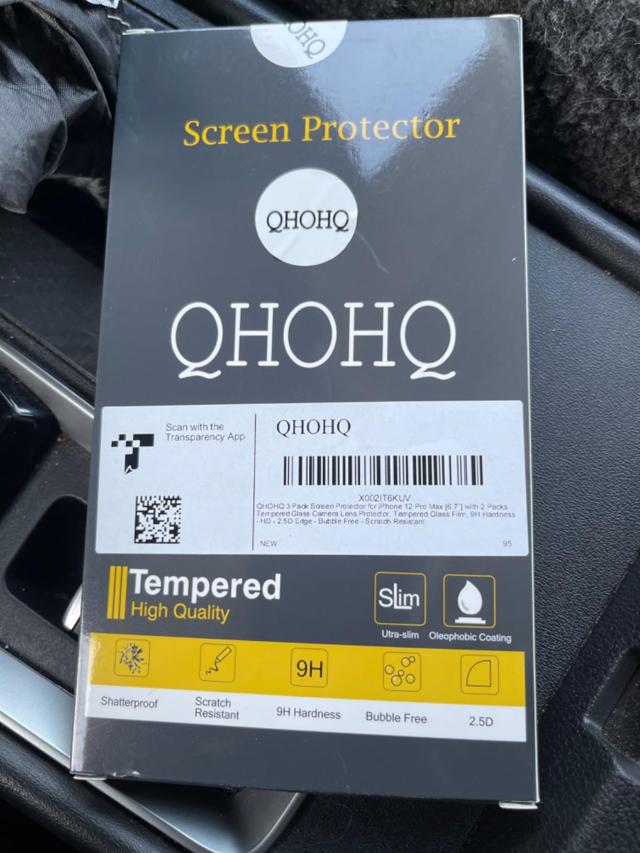 OHQ
Screen Protector
QHOHQ
QHOHQ
Scan with the
Transparency App
QHOHQ
X002IT6KUV
QHOHQ 3 Pack Screen Protector for iPhone 12 Pro Max [6.7"] with 2 Packs
Tempered Glass Camera Lens Protector, Tempered Glass Film, 9H Hardness
- HD - 2.5D Edge - Bubble Free - Scratch Resistant
NEW
95
Tempered
High Quality
Slim
Utra-slim
Oleophobic Coating
9H
Shatterproof
Scratch
Resistant
9H Hardness
Bubble Free
2.5D